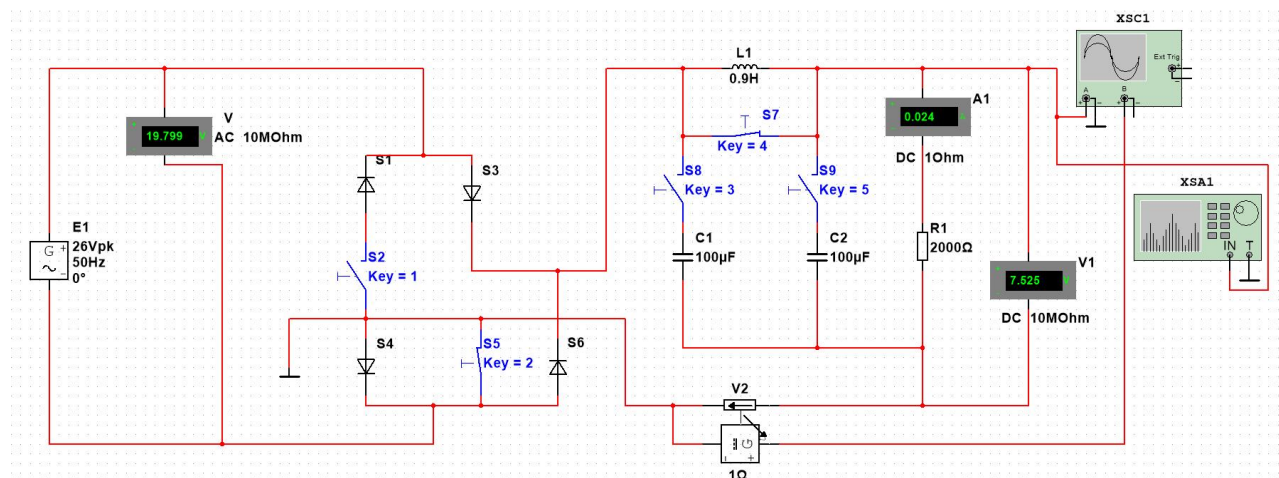 XSC1
Ext Trig
+
-
A
B
+ -
+ -
L1
0.9H
V
19.799 V
AC 10MOhm
S1
S3
S7
Key = 4
A1
0.024 A
DC 1Ohm
S8
Key = 3
S9
Key = 5
XSA1
IN T
E1
26Vpk
50Hz
0°
G
+
-
S2
Key = 1
C1
100µF
C2
100µF
R1
2000Ω
V1
7.525 V
DC 10MOhm
S4
S5
Key = 2
S6
V2
G
- +
1Ω